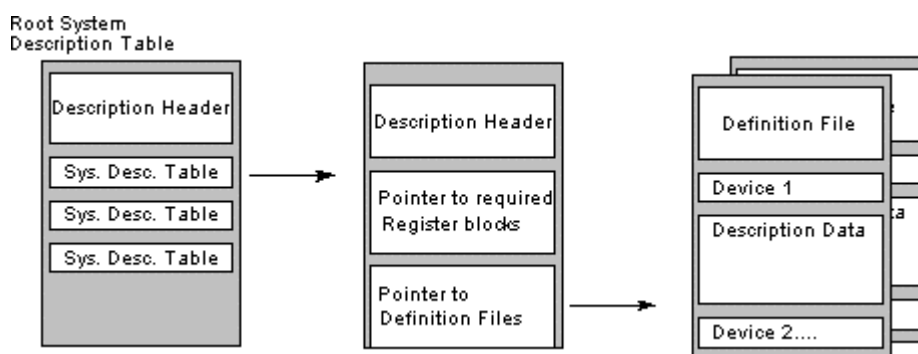 Root System
Description Table
Description Header
Sys. Desc. Table
Sys. Desc. Table
Sys. Desc. Table
Description Header
Pointer to required
Register blocks
Pointer to
Definition Files
Definition File
Device 1
Description Data
Device 2....